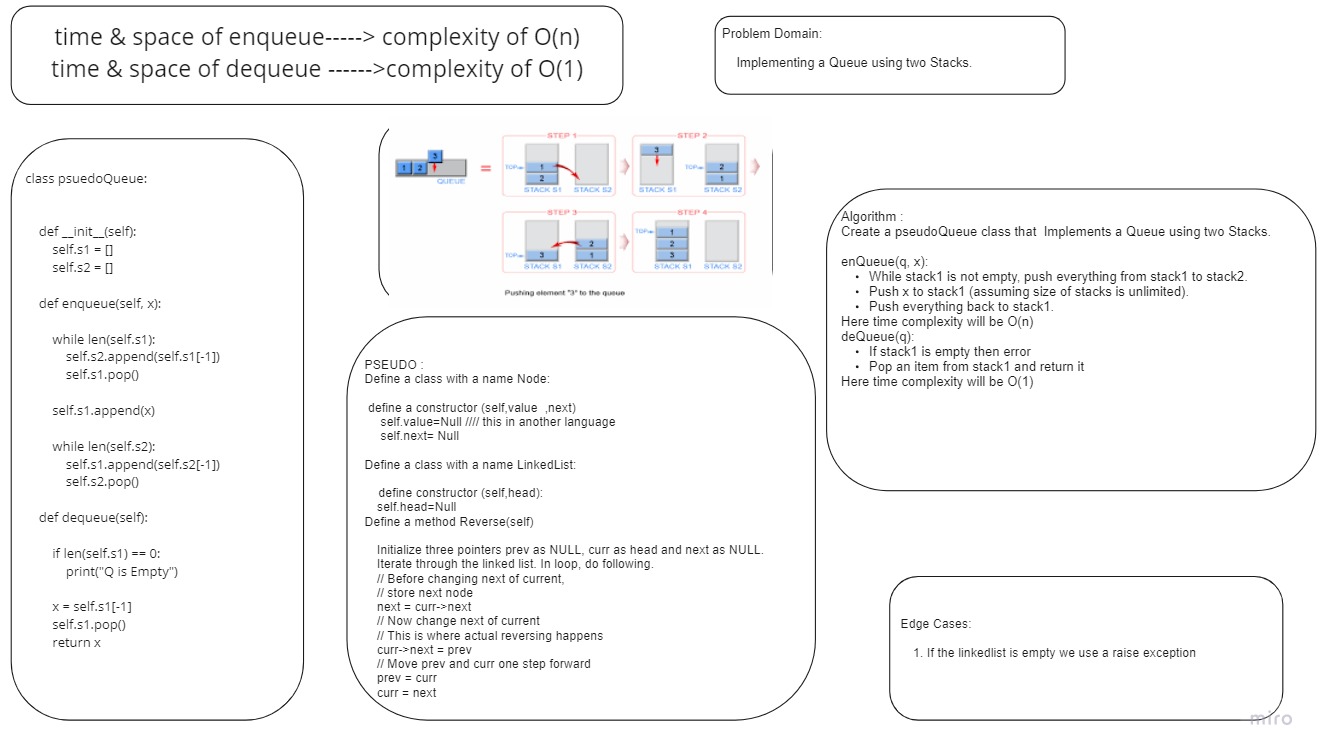 time & space of enqueue-----> complexity of O(n)
time & space of dequeue ------>complexity of O(1)
Problem Domain:
Implementing a Queue using two Stacks.
class psuedoQueue:
def __init__(self):
self.s1 = []
self.s2 = []
def enqueue(self, x):
while len(self.s1):
self.s2.append(self.s1[-1])
self.s1.pop()
self.s1.append(x)
while len(self.s2):
self.s1.append(self.s2[-1])
self.s2.pop()
def dequeue(self):
if len(self.s1) == 0:
print("Q is Empty")
x = self.s1[-1]
self.s1.pop()
return x
3
1 2
QUEUE
=
STEP 1
TOP
1
2
STACK S1 STACK S2
STEP 2
3
TOP
2
1
STACK S1 STACK S2
STEP 3
2
TOP
3 1
STACK S1 STACK S2
STEP 4
TOP
1
2
3
STACK S1 STACK S2
Pushing element "3" to the queue
PSEUDO :
Define a class with a name Node:
define a constructor (self,value ,next)
self.value=Null //// this in another language
self.next= Null
Define a class with a name LinkedList:
define constructor (self,head):
self.head=Null
Define a method Reverse(self)
Initialize three pointers prev as NULL, curr as head and next as NULL.
Iterate through the linked list. In loop, do following.
// Before changing next of current,
// store next node
next = curr->next
// Now change next of current
// This is where actual reversing happens
curr->next = prev
// Move prev and curr one step forward
prev = curr
curr = next
Algorithm :
Create a pseudoQueue class that Implements a Queue using two Stacks.
enQueue(q, x):
• While stack1 is not empty, push everything from stack1 to stack2.
• Push x to stack1 (assuming size of stacks is unlimited).
• Push everything back to stack1.
Here time complexity will be O(n)
deQueue(q):
• If stack1 is empty then error
• Pop an item from stack1 and return it
Here time complexity will be O(1)
Edge Cases:
1. If the linkedlist is empty we use a raise exception
miro